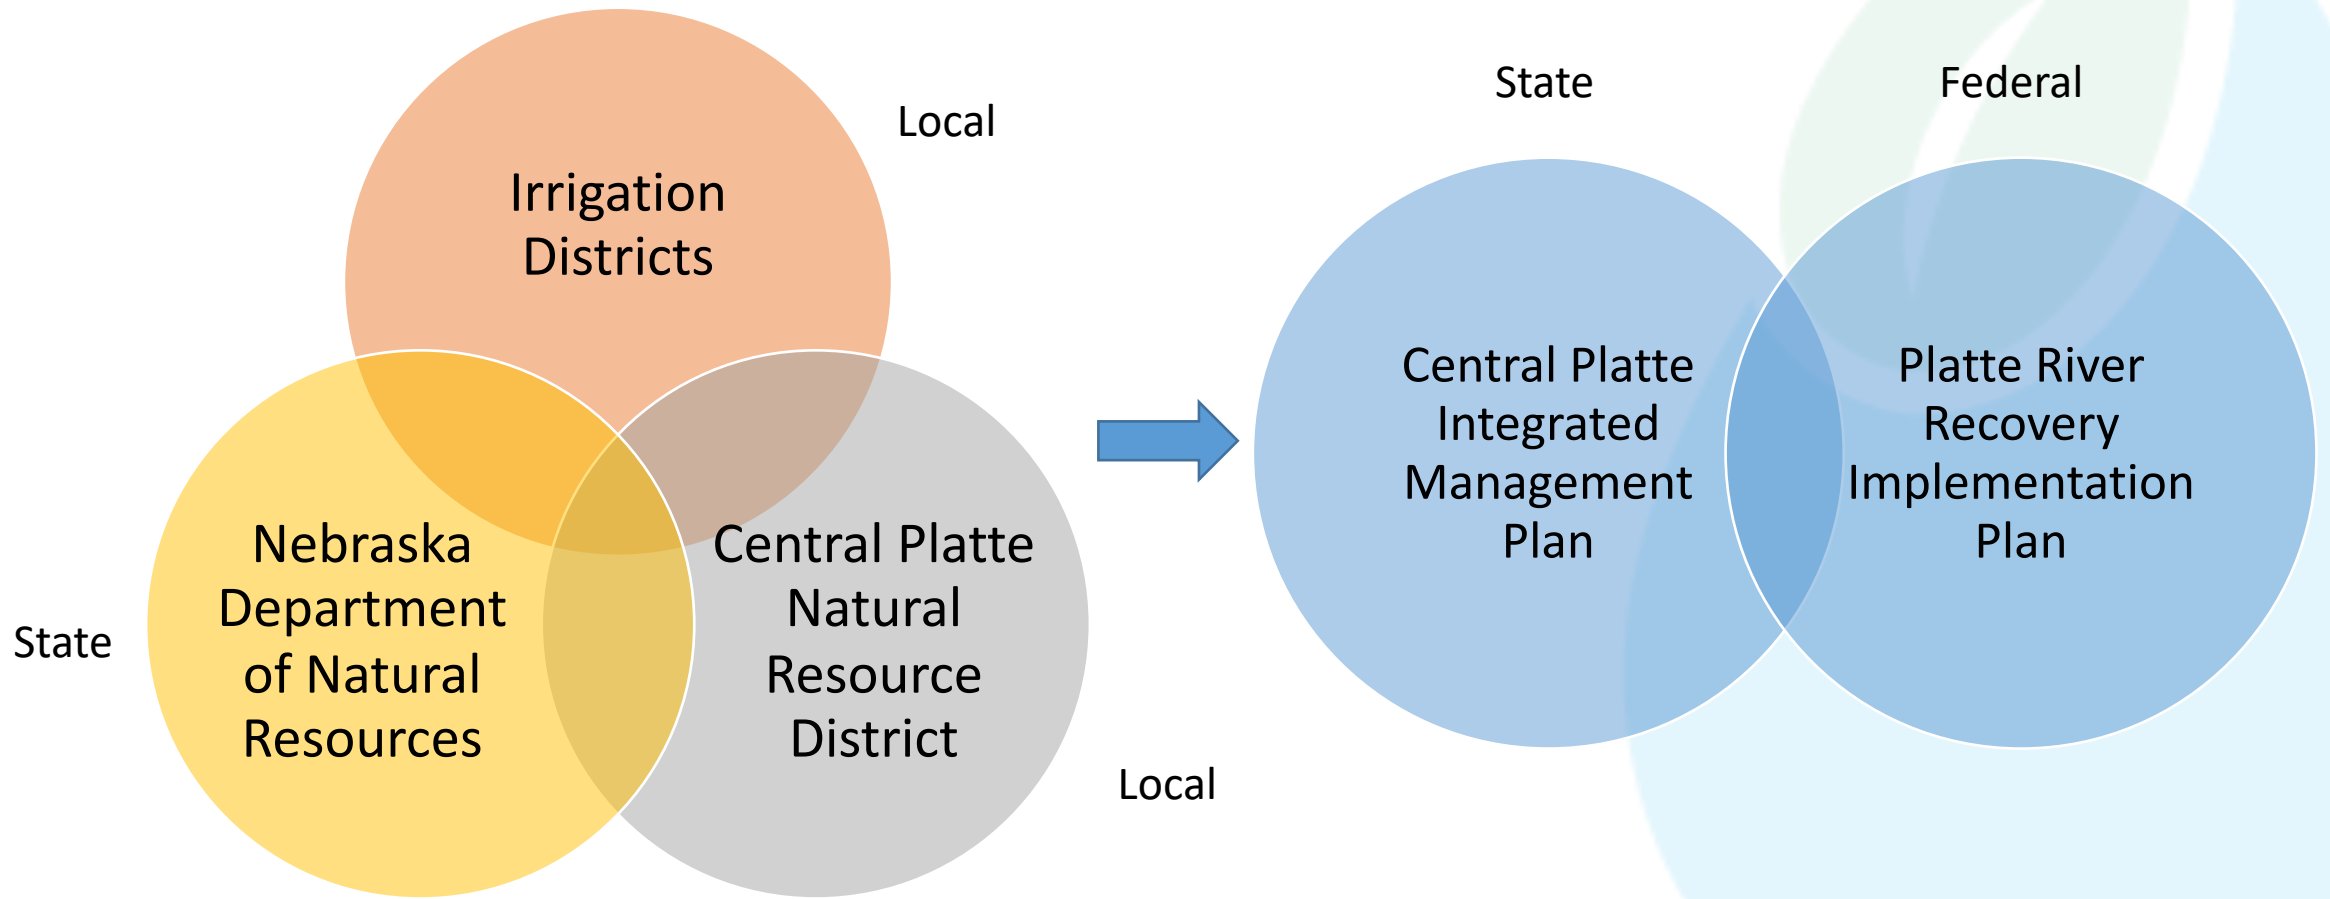 Local
Irrigation
Districts
State
Nebraska
Department
of Natural
Resources
Central Platte
Natural
Resource
District
Local
State
Federal
Central Platte
Integrated
Management
Plan
Platte River
Recovery
Implementation
Plan